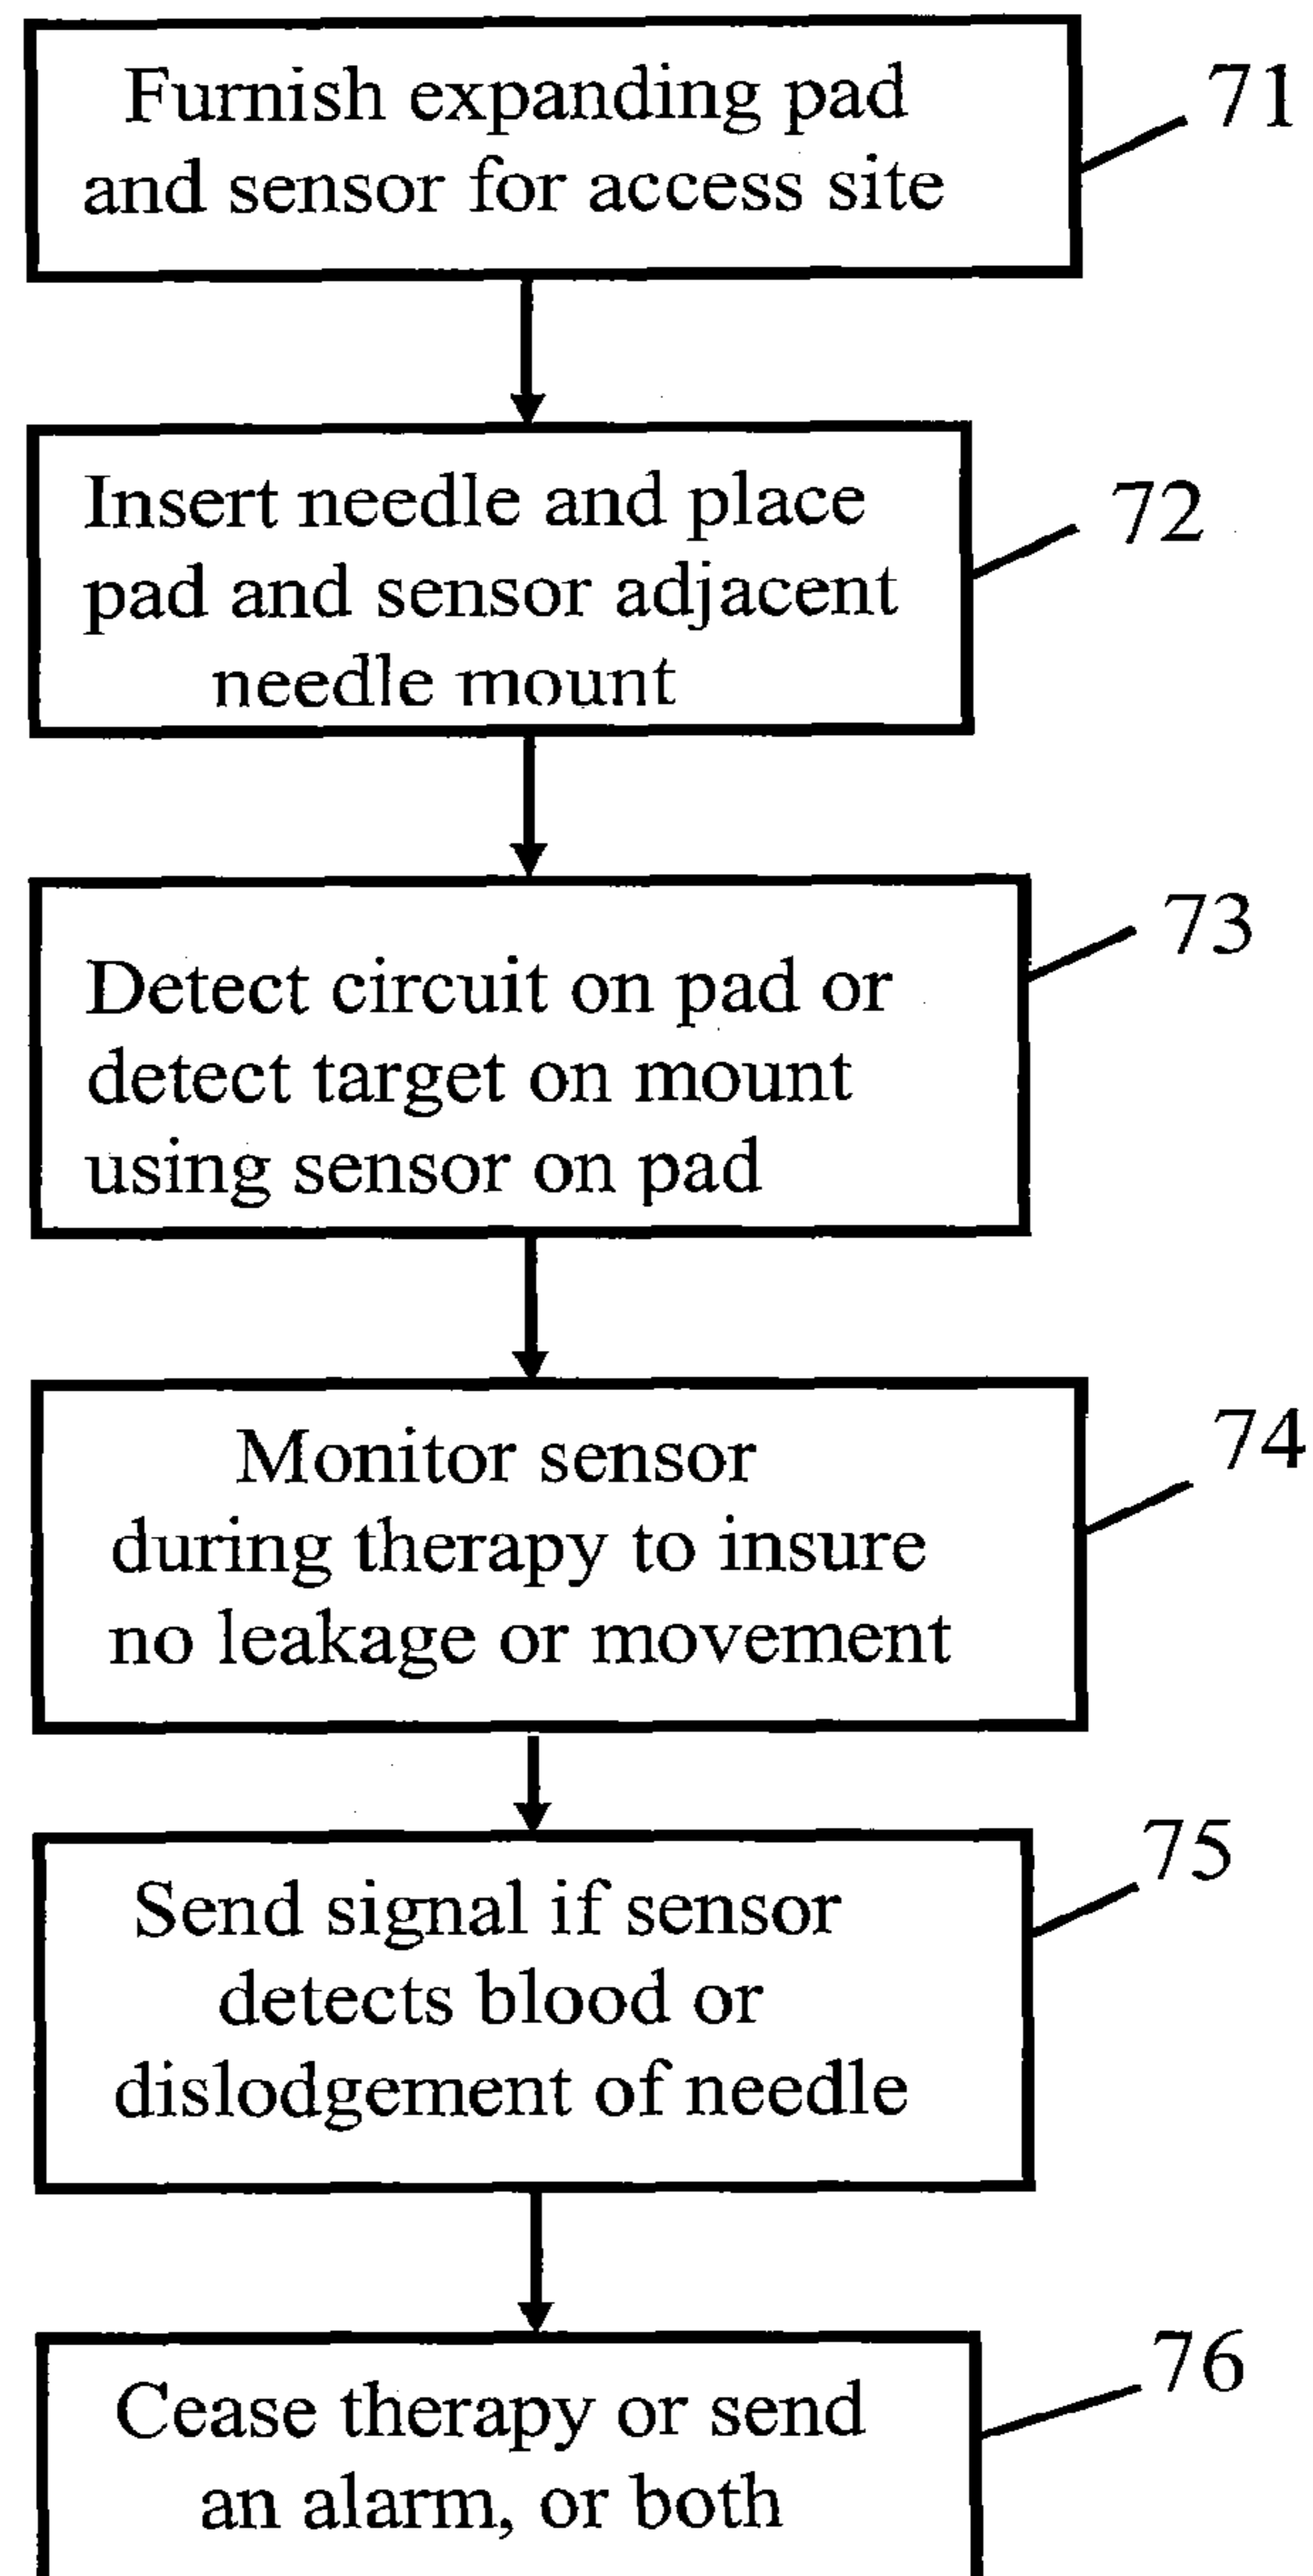 Furnish expanding pad
and sensor for access site
71
Insert needle and place
pad and sensor adjacent
needle mount
72
Detect circuit on pad or
detect target on mount
using sensor on pad
73
Monitor sensor
during therapy to insure
no leakage or movement
74
Send signal if sensor
detects blood or
dislodgement of needle
75
Cease therapy or send
an alarm, or both
76